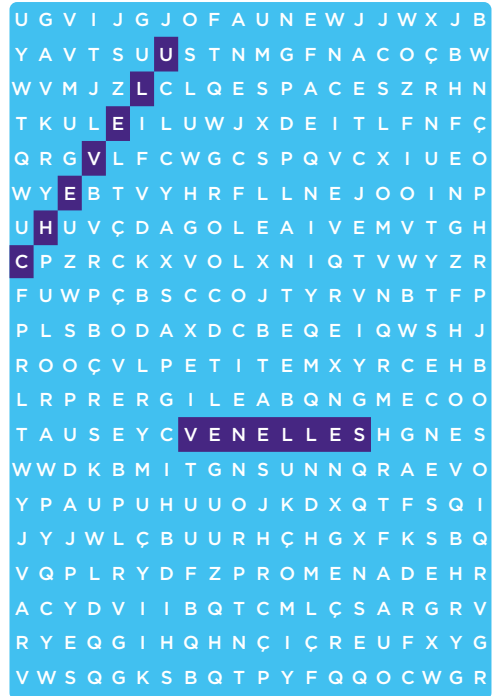 U G V I J G J O F A U N E W J J W X J B
Y A V T S U U S T N M G F N A C O Ç B W
W V M J Z L C L Q E S P A C E S Z R H N
T K U L E I L U W J X D E I T L F N F Ç
Q R G V L F C W G C S P Q V C X I U E O
W Y E B T V Y H R F L L N E J O O I N P
U H U V Ç D A G O L E A I V E M V T G H
C P Z R C K X V O L X N I Q T V W Y Z R
F U W P Ç B S C C O J T Y R V N B T F P
P L S B O D A X D C B E Q E I Q W S H J
R O O Ç V L P E T I T E M X Y R C E H B
L R P R E R G I L E A B Q N G M E C O O
T A U S E Y C V E N E L L E S H G N E S
W W D K B M I T G N S U N N Q R A E V O
Y P A U P U H U U O J K D X Q T F S Q I
J Y J W L Ç B U U R H Ç H G X F K S B Q
V Q P L R Y D F Z P R O M E N A D E H R
A C Y D V I I B Q T C M L Ç S A R G R V
R Y E Q G I H Q H N Ç I Ç R E U F X Y G
V W S Q G K S B Q T P Y F Q Q O C W G R